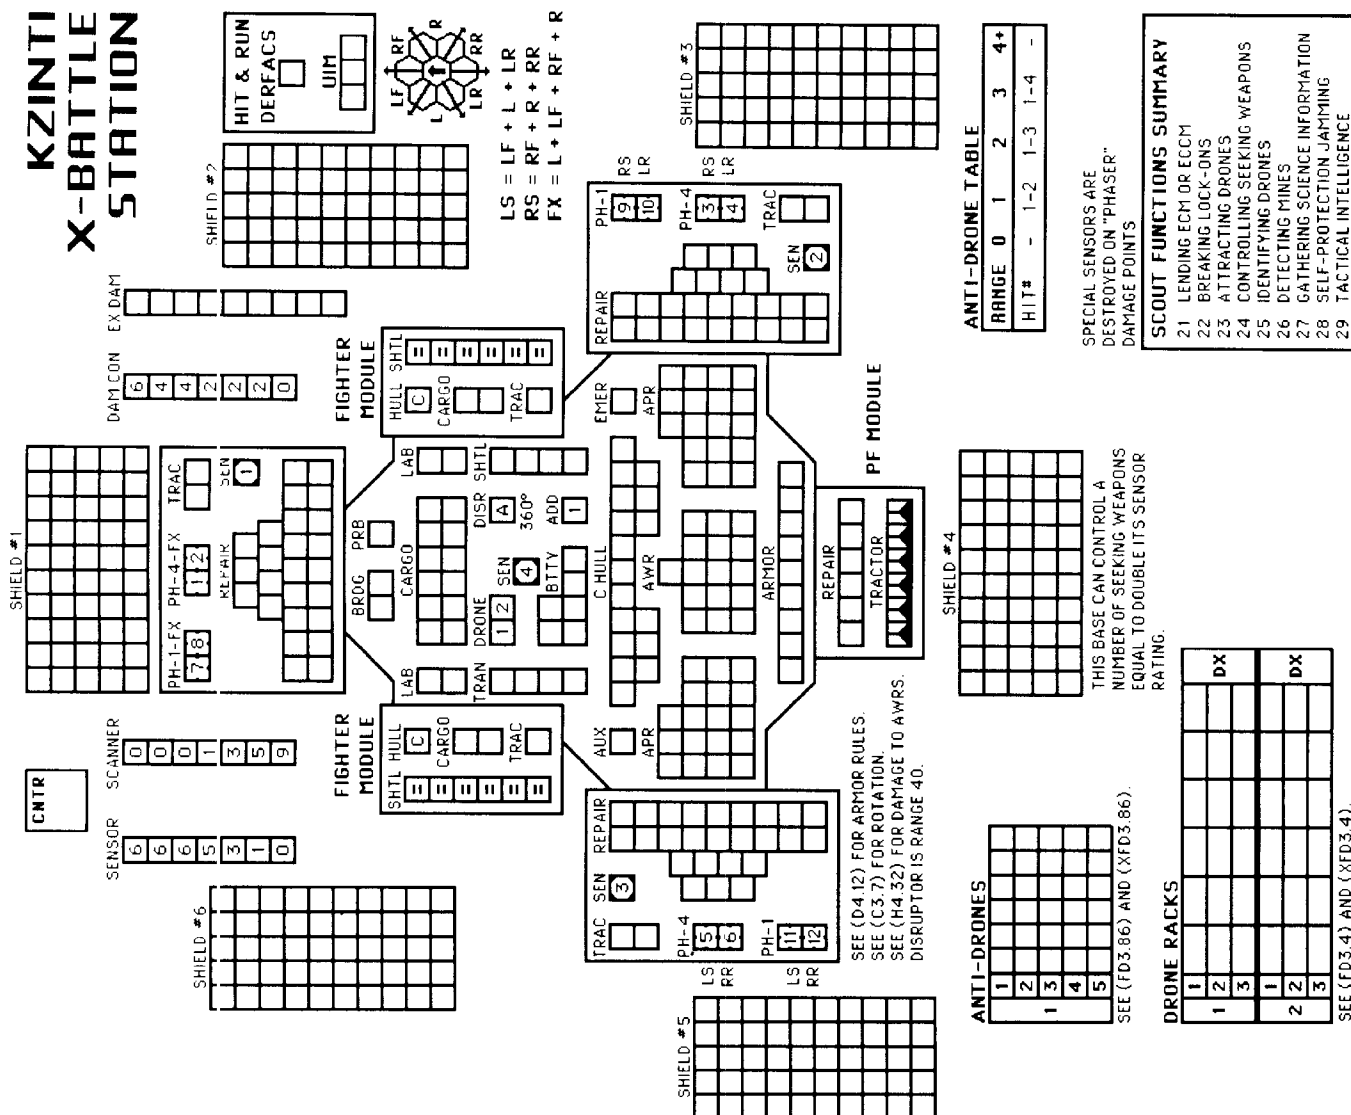 KZINTI
X-BATTLE
STATION
HIT & RUN
DERFACS
UIM
LF
RF
R
L
LR
RR
LS = LF + L + LR
RS = RF + R + RR
FX = L + LF + RF + R
SHIELD #1
SHIELD #2
SHIELD #3
SHIELD #4
SHIELD #5
SHIELD #6
CNTR
SENSOR
6
6
6
5
3
1
0
SCANNER
0
0
0
1
3
5
9
DAM CON
6
4
4
2
2
2
0
EX DAM
PH-1-FX
7 8
PH-4-FX
1 2
TRAC
REPAIR
SEN
1
FIGHTER
MODULE
SHTL HULL
C
CARGO
TRAC
= = = = = =
FIGHTER
MODULE
HULL SHTL
C
CARGO
TRAC
= = = = = =
LAB
BRDG
PRB
LAB
CARGO
TRAN
DRONE
1 2
SEN
4
DISR
A
360°
SHTL
BTTY
ADD
1
C HULL
AUX
APR
AWR
EMER
APR
ARMOR
TRAC
SEN
3
REPAIR
PH-4
5
6
LS
RR
PH-1
11
12
LS
RR
REPAIR
PH-1
9
10
RS
LR
PH-4
3
4
RS
LR
TRAC
SEN
2
PF MODULE
REPAIR
TRACTOR
SEE (D4.12) FOR ARMOR RULES.
SEE (C3.7) FOR ROTATION.
SEE (H4.32) FOR DAMAGE TO AWRS.
DISRUPTOR IS RANGE 40.
THIS BASE CAN CONTROL A
NUMBER OF SEEKING WEAPONS
EQUAL TO DOUBLE ITS SENSOR
RATING.
ANTI-DRONE TABLE
RANGE 0 1 2 3 4+
HIT# - 1-2 1-3 1-4 -
SPECIAL SENSORS ARE
DESTROYED ON "PHASER"
DAMAGE POINTS
SCOUT FUNCTIONS SUMMARY
21 LENDING ECM OR ECCM
22 BREAKING LOCK-ONS
23 ATTRACTING DRONES
24 CONTROLLING SEEKING WEAPONS
25 IDENTIFYING DRONES
26 DETECTING MINES
27 GATHERING SCIENCE INFORMATION
28 SELF-PROTECTION JAMMING
29 TACTICAL INTELLIGENCE
ANTI-DRONES
1
1
2
3
4
5
SEE (FD3.86) AND (XFD3.86).
DRONE RACKS
1
1
2
3
DX
2
1
2
3
DX
SEE (FD3.4) AND (XFD3.4).